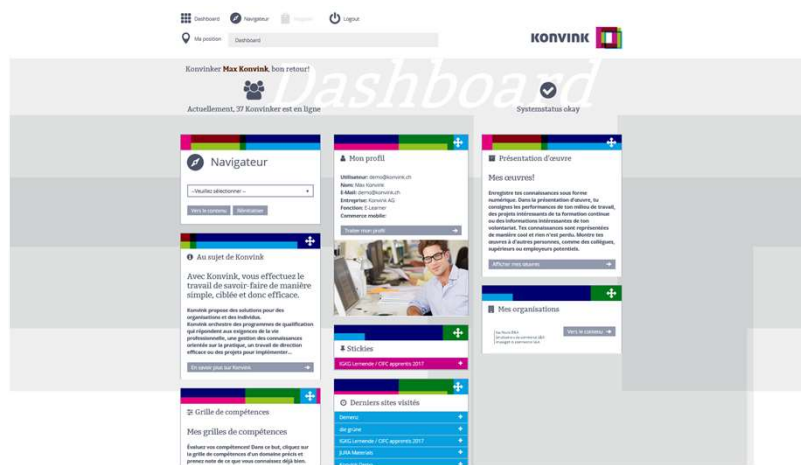 Dashboard
Navigateur
Logout
Ma position
Dashboard
KONVINK
Konvinker Max Konvink, bon retour!
Dashboard
Actuellement, 37 Konvinker est en ligne
Systemstatus okay
Navigateur
- Veuillez sélectionner -
Vers le contenu
Réinitialiser
Au sujet de Konvink
Avec Konvink, vous effectuez le
travail de savoir-faire de manière
simple, ciblée et donc efficace.
Konvink propose des solutions pour des
organisations et des individus.
Konvink orchestre des programmes de qualification
qui répondent aux exigences de la vie
professionnelle, une gestion des connaissances
orientée sur la pratique, un travail de direction
efficace ou des projets pour implémenter...
En savoir plus sur Konvink
Grille de compétences
Mes grilles de compétences
Évaluez vos compétences! Dans ce but, cliquez sur
la grille de compétences d'un domaine précis et
prenez note de ce que vous connaissez déjà bien.
Mon profil
Utilisateur: demo@konvink.ch
Nom: Max Konvink
E-Mail: demo@konvink.ch
Entreprise: Konvink AG
Fonction: E-Learner
Commerce mobile:
Traiter mon profil
Stickies
IGKG Lernende / CIFC apprentis 2017
Derniers sites visités
Demenc
die grüne
IGKG Lernende / CIFC apprentis 2017
JURA Materials
Konvink Demo
Présentation d'œuvre
Mes œuvres!
Enregistre tes connaissances sous forme
numérique. Dans la présentation d'œuvre, tu
consignes les performances de ton milieu de travail,
des projets intéressants de ta formation continue
ou des informations intéressantes de ton
volontariat. Tes connaissances sont représentées
de manière cool et rien n'est perdu. Montre tes
œuvres à d'autres personnes, comme des collègues,
supérieurs ou employeurs potentiels.
Afficher mes œuvres
Mes organisations
Vers le contenu